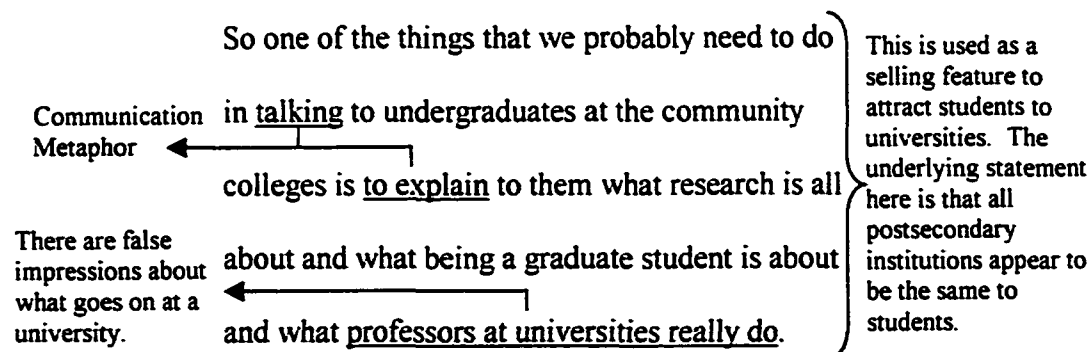 So one of the things that we probably need to do
in talking to undergraduates at the community
colleges is to explain to them what research is all
about and what being a graduate student is about
and what professors at universities really do.
Communication
Metaphor
There are false
impressions about
what goes on at a
university.
This is used as a
selling feature to
attract students to
universities. The
underlying statement
here is that all
postsecondary
institutions appear to
be the same to
students.